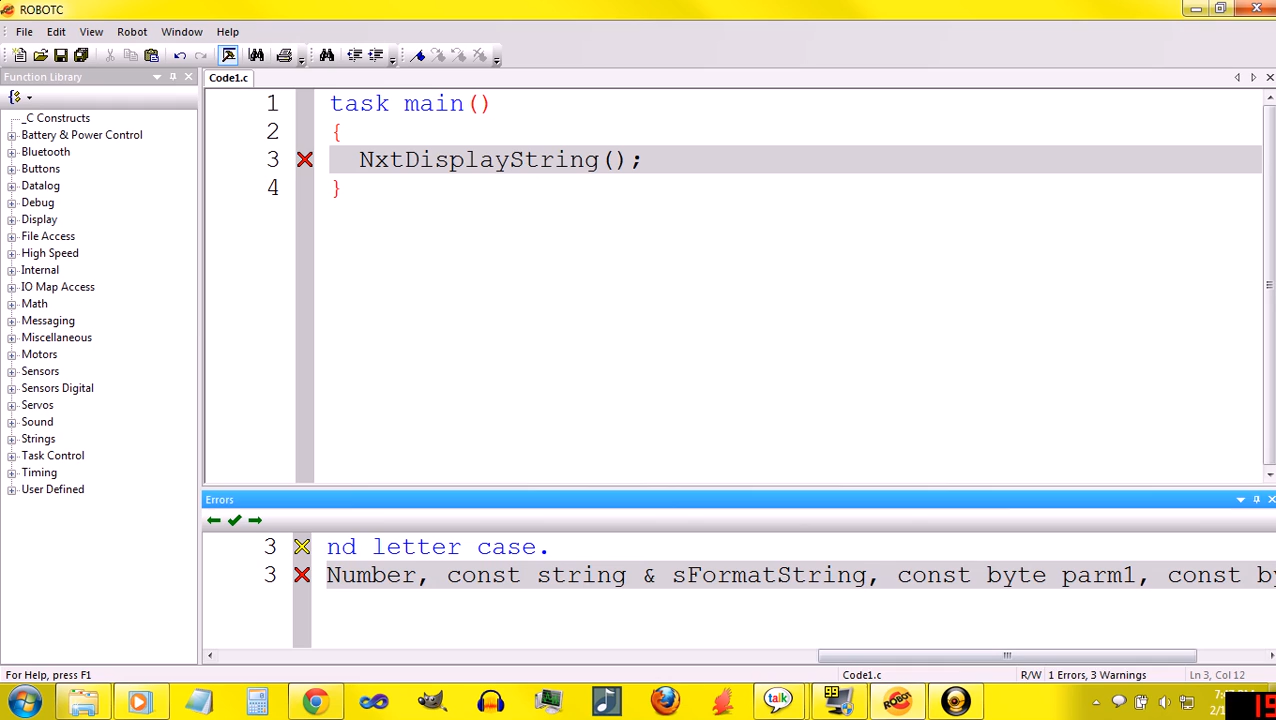 ROBOTC
File Edit View Robot Window Help
Function Library
Code1.c
_C Constructs
Battery & Power Control
Bluetooth
Buttons
Datalog
Debug
Display
File Access
High Speed
Internal
IO Map Access
Math
Messaging
Miscellaneous
Motors
Sensors
Sensors Digital
Servos
Sound
Strings
Task Control
Timing
User Defined
1 task main()
2 {
3 NxtDisplayString();
4 }
Errors
3 nd letter case.
3 Number, const string & sFormatString, const byte parm1, const by
For Help, press F1 Code1.c R/W 1 Errors, 3 Warnings Ln 3, Col 12
talk
99
ROBOT